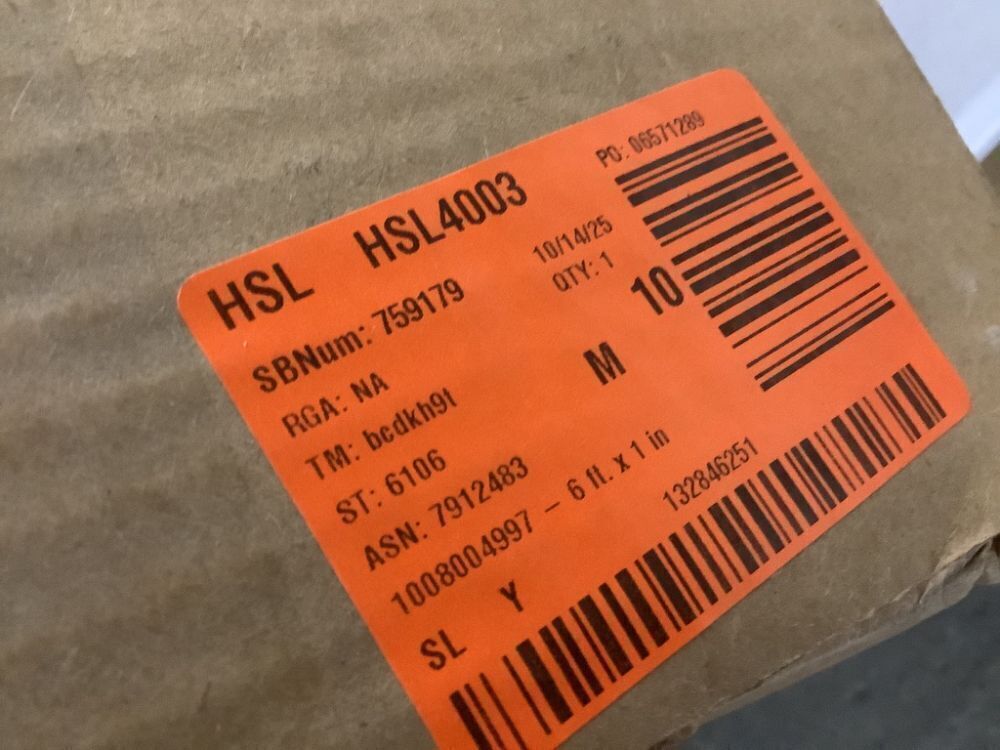 HSL HSL4003 PO: 06571289
SBNum: 759179 10/14/25
RGA: NA QTY: 1
TM: bcdkh9t 10
ST: 6106 M
ASN: 7912483
1008004997 – 6 ft. x 1 in
SL Y 132846251